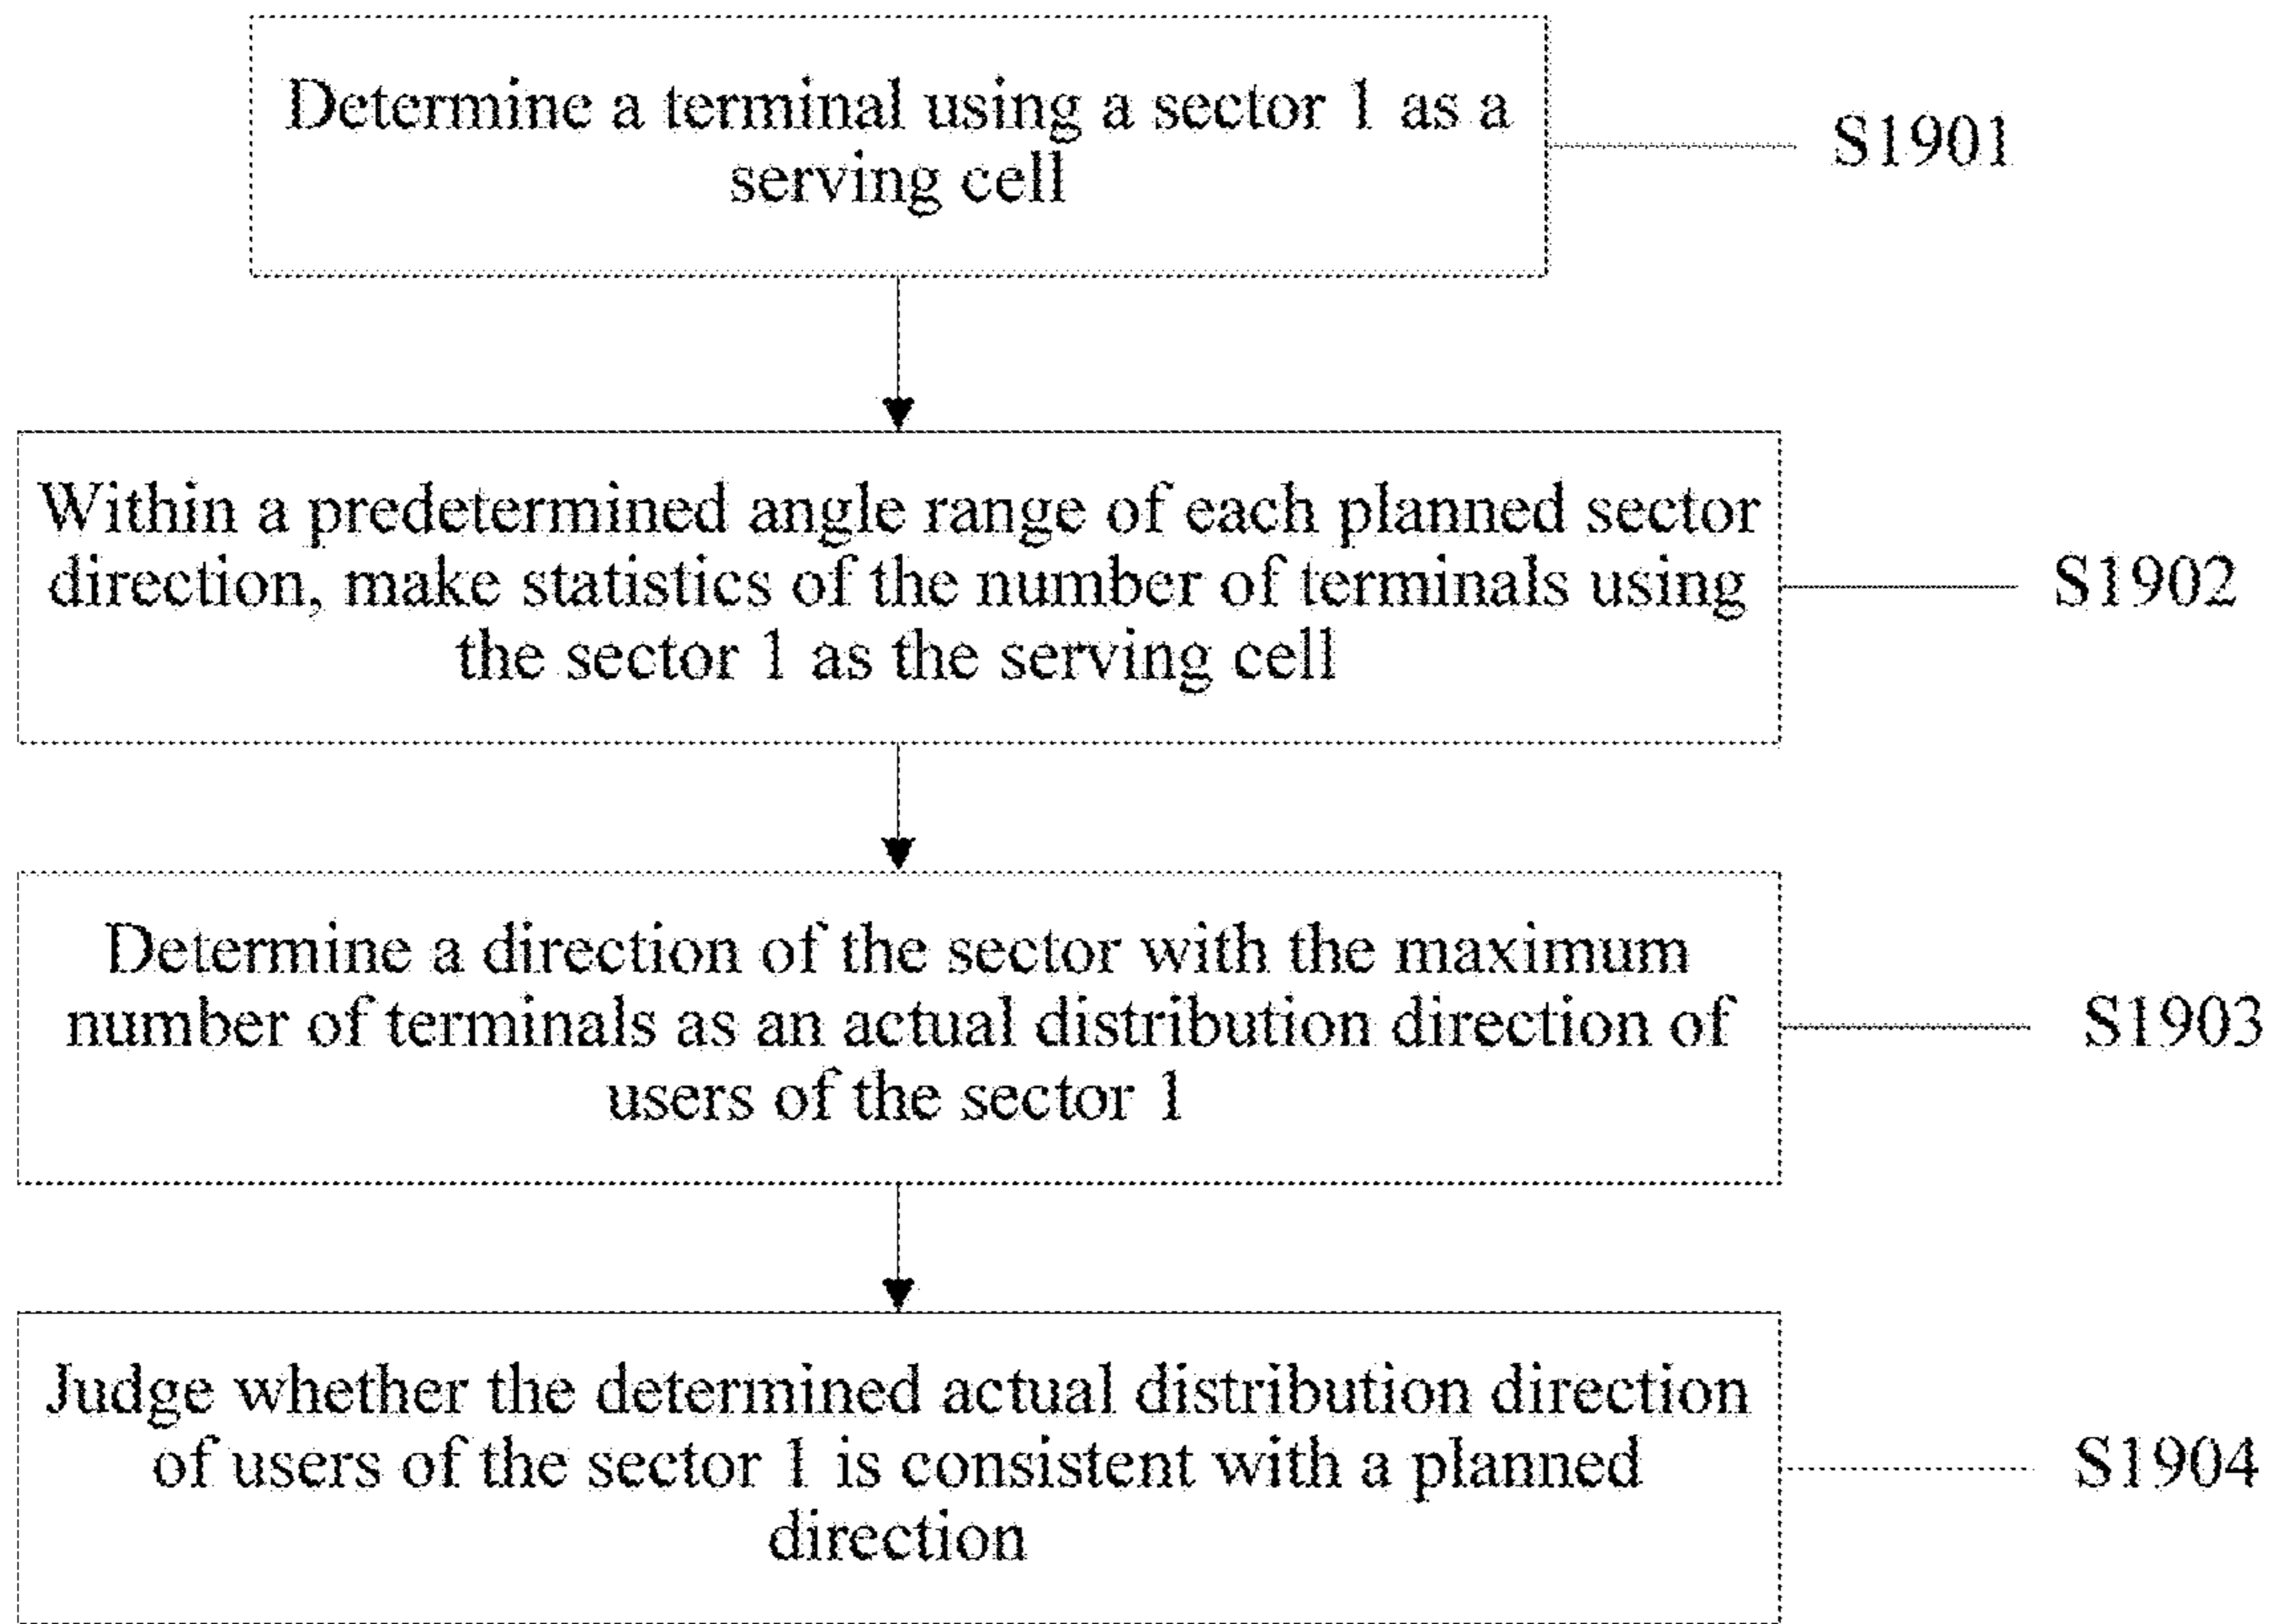 Determine a terminal using a sector 1 as a
serving cell
S1901
Within a predetermined angle range of each planned sector
direction, make statistics of the number of terminals using
the sector 1 as the serving cell
S1902
Determine a direction of the sector with the maximum
number of terminals as an actual distribution direction of
users of the sector 1
S1903
Judge whether the determined actual distribution direction
of users of the sector 1 is consistent with a planned
direction
S1904